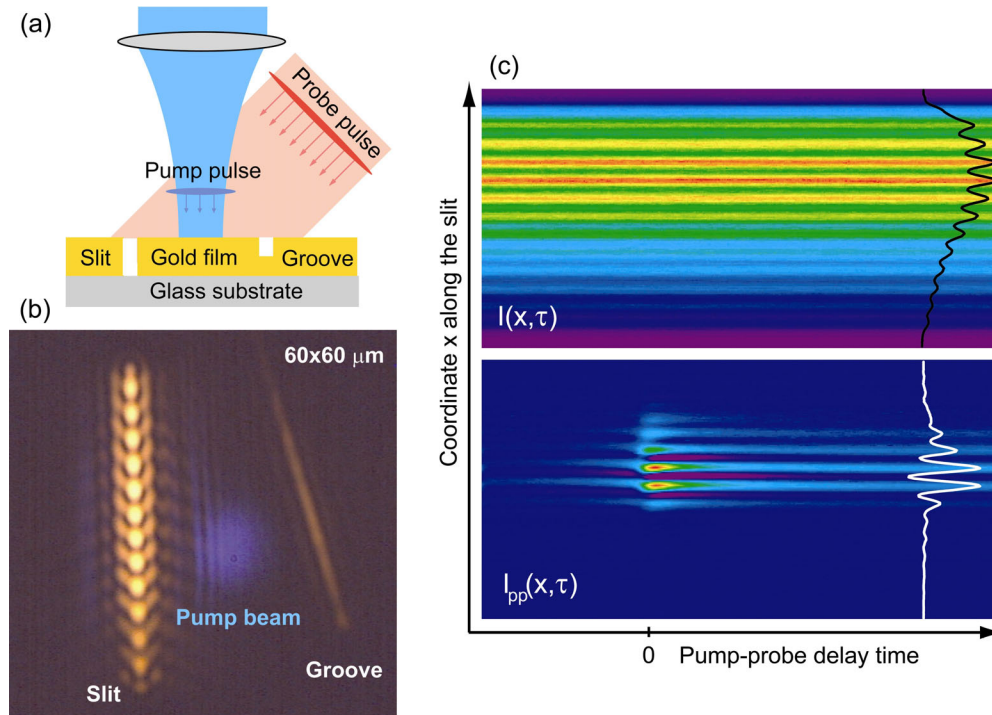 (a)
Probe pulse
Pump pulse
Slit
Gold film
Groove
Glass substrate
(b)
60x60 μm
Pump beam
Groove
Slit
(c)
Coordinate x along the slit
I(x,τ)
Ipp(x,τ)
0
Pump-probe delay time